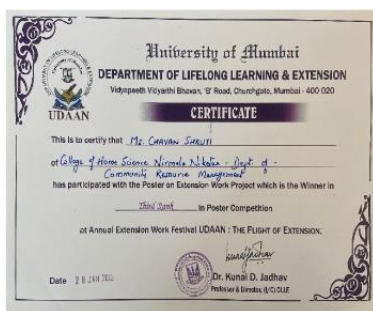 University of Mumbai
DEPARTMENT OF LIFELONG LEARNING & EXTENSION
Vidyapeeth Vidyarthi Bhavan, 'B' Road, Churchgate, Mumbai - 400 020
UDAAN
CERTIFICATE
This is to certify that Ms. CHAVAN SHRUTI
of College of Home Science Nirmala Niketan - Dept. of -
Community Resource Management
has participated with the Poster on Extension Work Project which is the Winner in
Third Rank in Poster Competition
at Annual Extension Work Festival UDAAN : THE FLIGHT OF EXTENSION.
Date 28 JAN
Dr. Kunal D. Jadhav
Professor & Director, (I/C) DLLE